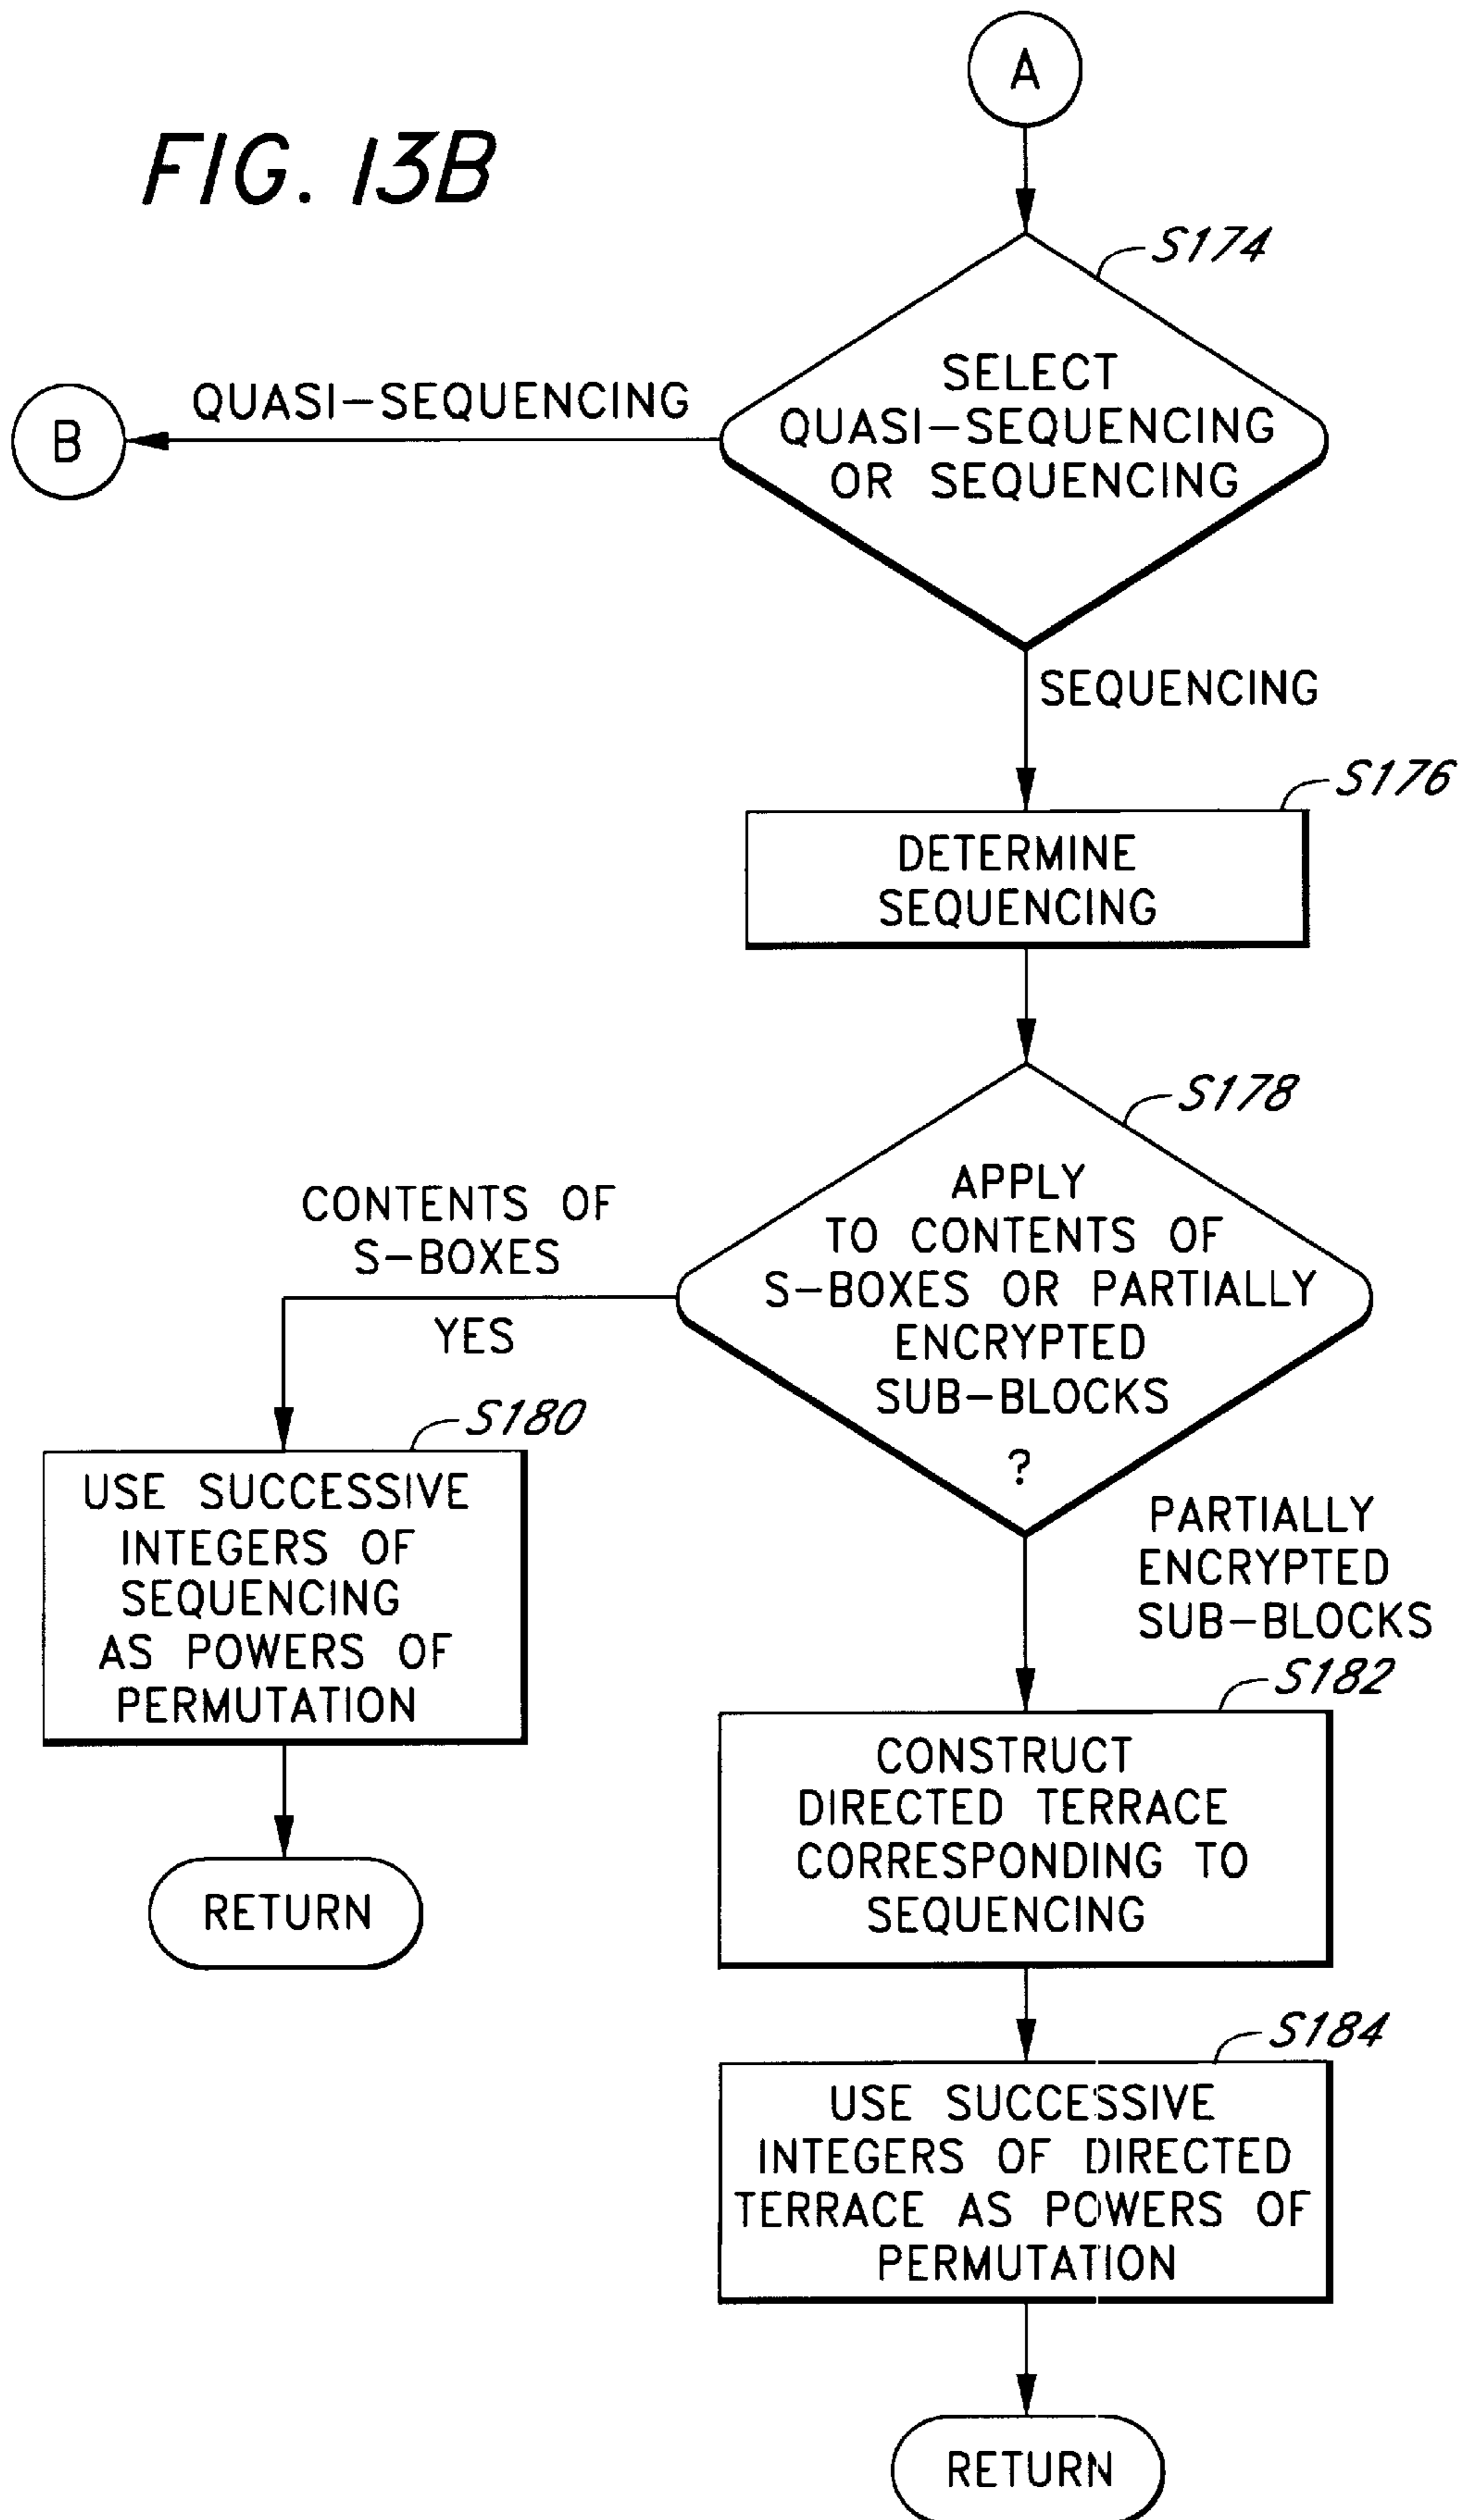 A
FIG. 13B
S174
SELECT
QUASI-SEQUENCING
OR SEQUENCING
QUASI-SEQUENCING
B
SEQUENCING
S176
DETERMINE
SEQUENCING
S178
APPLY
TO CONTENTS OF
S-BOXES OR PARTIALLY
ENCRYPTED
SUB-BLOCKS
?
CONTENTS OF
S-BOXES
YES
S180
USE SUCCESSIVE
INTEGERS OF
SEQUENCING
AS POWERS OF
PERMUTATION
RETURN
PARTIALLY
ENCRYPTED
SUB-BLOCKS
S182
CONSTRUCT
DIRECTED TERRACE
CORRESPONDING TO
SEQUENCING
S184
USE SUCCESSIVE
INTEGERS OF DIRECTED
TERRACE AS POWERS OF
PERMUTATION
RETURN